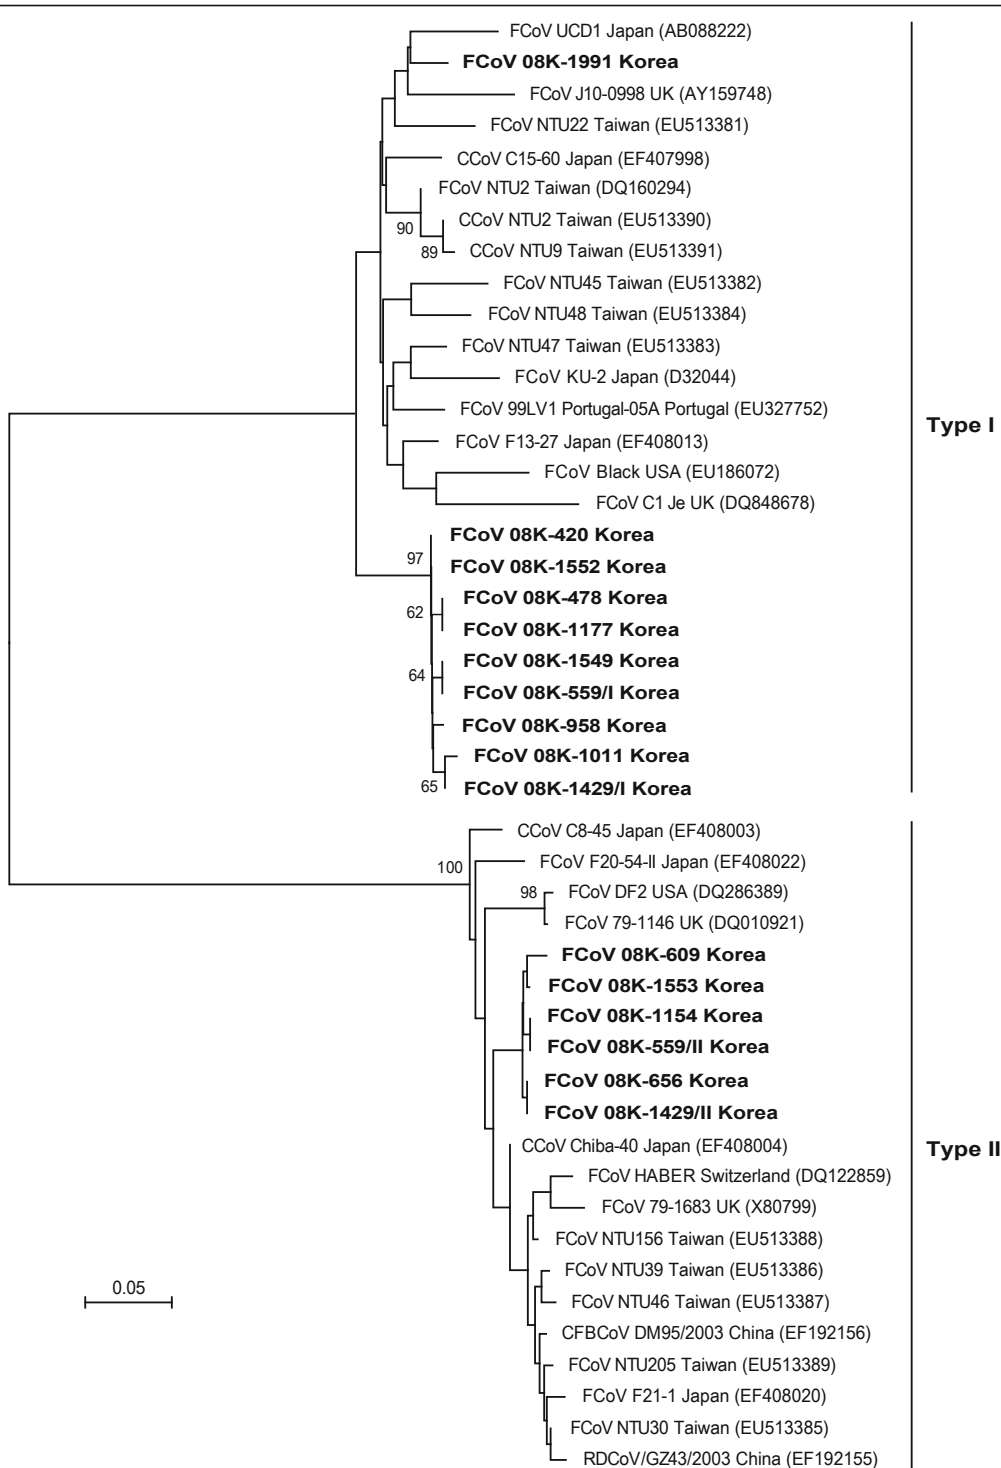 FCoV UCD1 Japan (AB088222)
FCoV 08K-1991 Korea
FCoV J10-0998 UK (AY159748)
FCoV NTU22 Taiwan (EU513381)
CCoV C15-60 Japan (EF407998)
FCoV NTU2 Taiwan (DQ160294)
90
CCoV NTU2 Taiwan (EU513390)
89
CCoV NTU9 Taiwan (EU513391)
FCoV NTU45 Taiwan (EU513382)
FCoV NTU48 Taiwan (EU513384)
FCoV NTU47 Taiwan (EU513383)
FCoV KU-2 Japan (D32044)
FCoV 99LV1 Portugal-05A Portugal (EU327752)
Type I
FCoV F13-27 Japan (EF408013)
FCoV Black USA (EU186072)
FCoV C1 Je UK (DQ848678)
FCoV 08K-420 Korea
97
FCoV 08K-1552 Korea
FCoV 08K-478 Korea
62
FCoV 08K-1177 Korea
FCoV 08K-1549 Korea
64
FCoV 08K-559/I Korea
FCoV 08K-958 Korea
FCoV 08K-1011 Korea
65
FCoV 08K-1429/I Korea
CCoV C8-45 Japan (EF408003)
100
FCoV F20-54-II Japan (EF408022)
98
FCoV DF2 USA (DQ286389)
FCoV 79-1146 UK (DQ010921)
FCoV 08K-609 Korea
FCoV 08K-1553 Korea
FCoV 08K-1154 Korea
FCoV 08K-559/II Korea
FCoV 08K-656 Korea
FCoV 08K-1429/II Korea
CCoV Chiba-40 Japan (EF408004)
Type II
FCoV HABER Switzerland (DQ122859)
FCoV 79-1683 UK (X80799)
FCoV NTU156 Taiwan (EU513388)
FCoV NTU39 Taiwan (EU513386)
0.05
FCoV NTU46 Taiwan (EU513387)
CFBCoV DM95/2003 China (EF192156)
FCoV NTU205 Taiwan (EU513389)
FCoV F21-1 Japan (EF408020)
FCoV NTU30 Taiwan (EU513385)
RDCoV/GZ43/2003 China (EF192155)